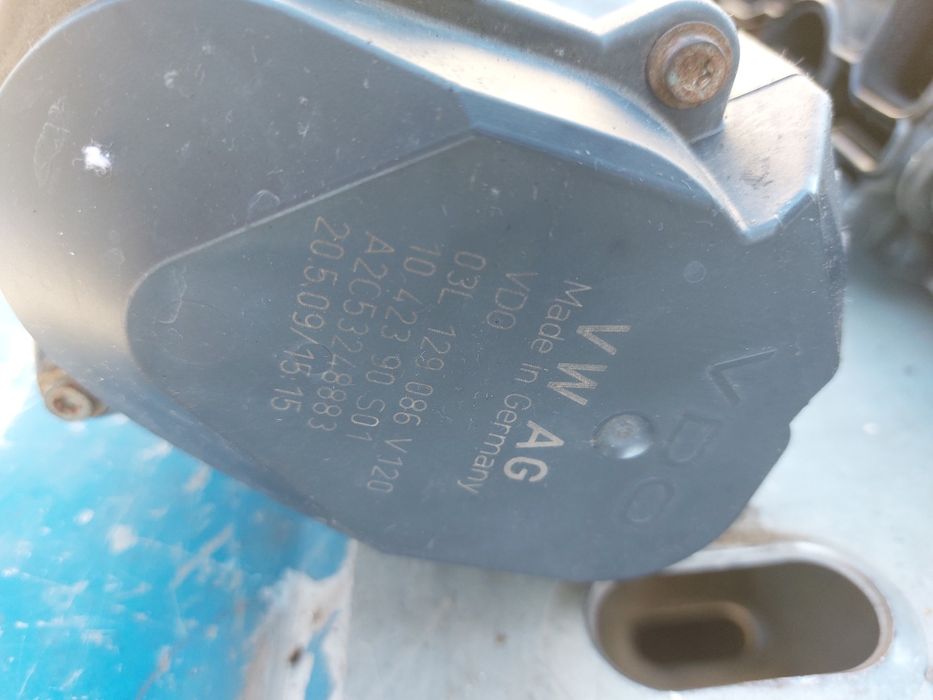 VDO
VW AG
Made in Germany
VDO
03L 129 086 V120
10 423 90 S01
A2C53248883
20.5.09/15:15